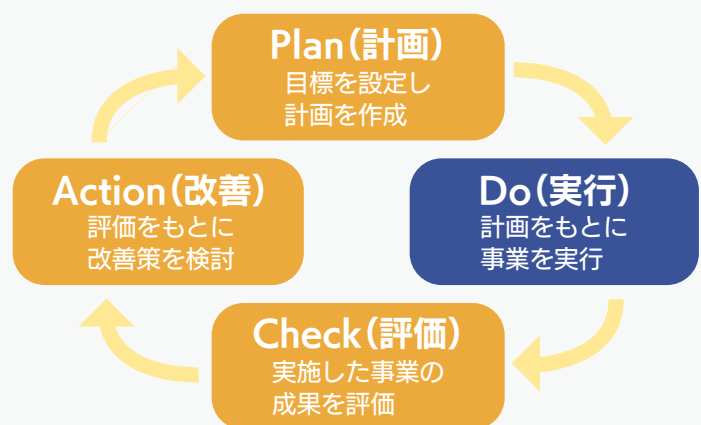 Plan(計画)
目標を設定し
計画を作成
Do(実行)
計画をもとに
事業を実行
Check(評価)
実施した事業の
成果を評価
Action(改善)
評価をもとに
改善策を検討